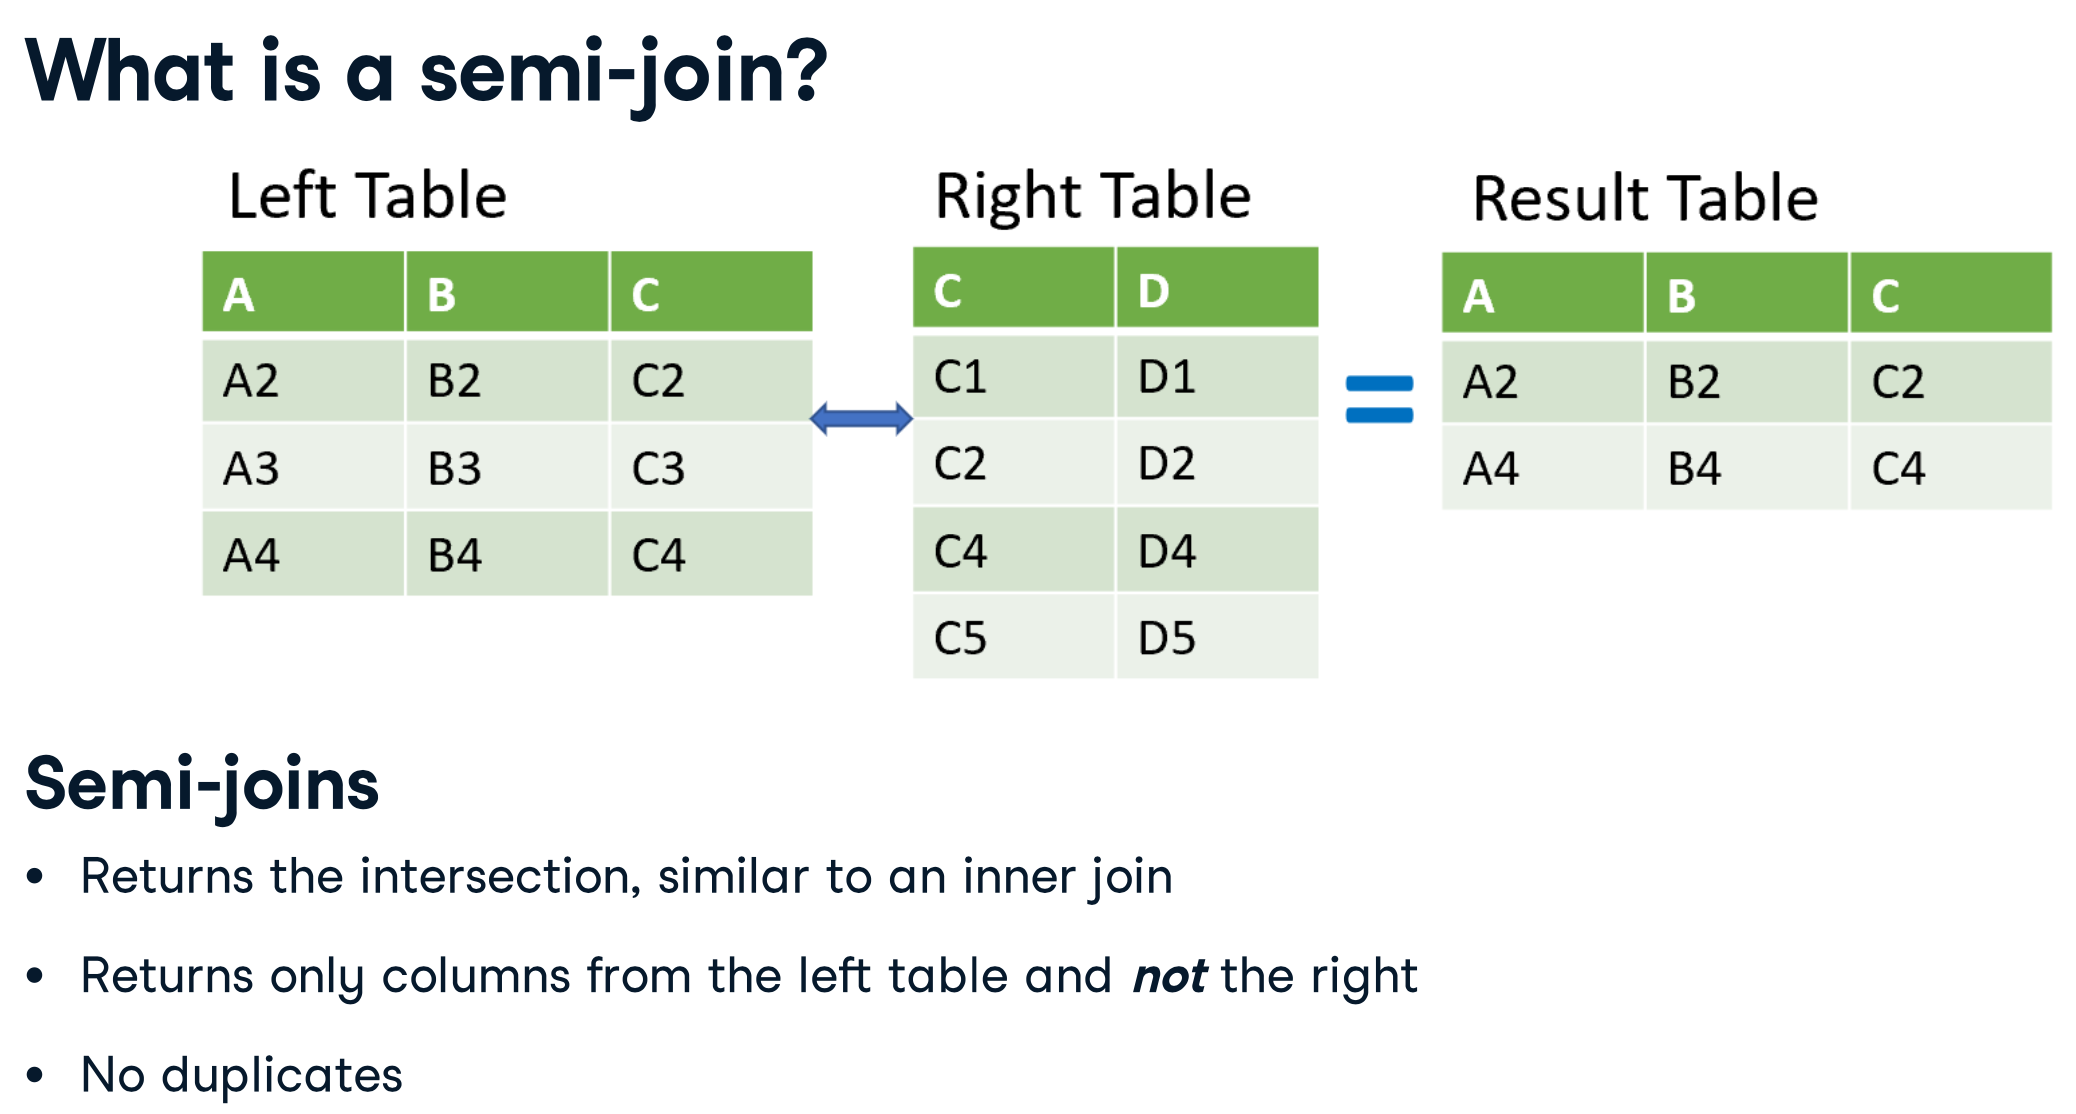 What is a semi-join?
Left Table
A B C
A2 B2 C2
A3 B3 C3
A4 B4 C4
Right Table
C D
C1 D1
C2 D2
C4 D4
C5 D5
=
Result Table
A B C
A2 B2 C2
A4 B4 C4
Semi-joins
• Returns the intersection, similar to an inner join
• Returns only columns from the left table and not the right
• No duplicates